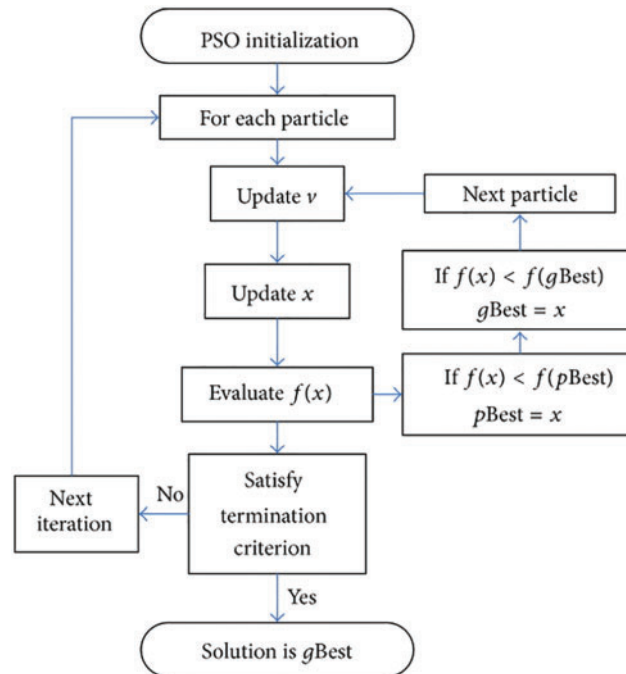 PSO initialization
For each particle
Update v
Next particle
Update x
If f(x) < f(gBest)
gBest = x
Evaluate f(x)
If f(x) < f(pBest)
pBest = x
Satisfy
termination
criterion
No
Next
iteration
Yes
Solution is gBest